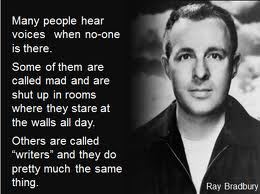 Many people hear
voices when no-one
is there.
Some of them are
called mad and are
shut up in rooms
where they stare at
the walls all day.
Others are called
“writers” and they do
pretty much the same
thing.
Ray Bradbury